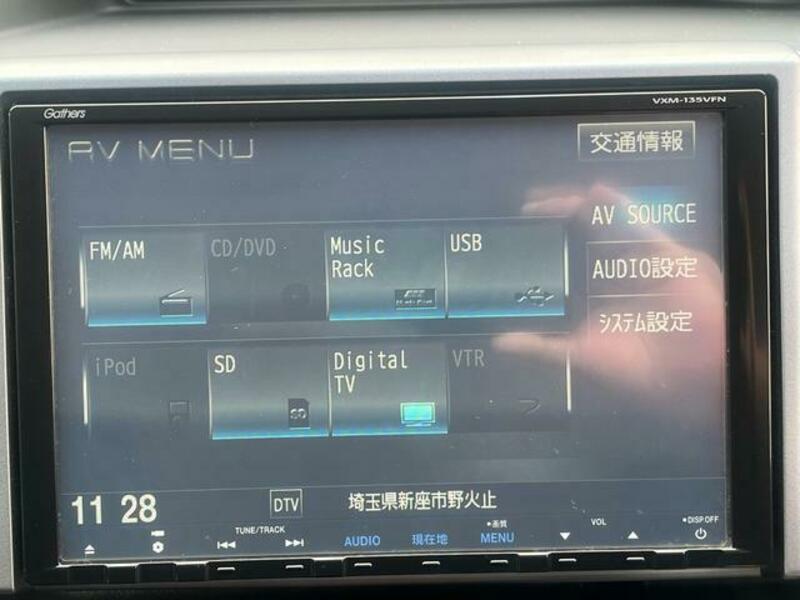 Gathers VXM-135VFN
AV MENU
交通情報
AV SOURCE
AUDIO設定
システム設定
FM/AM
CD/DVD
Music
Rack
USB
iPod
SD
SD
Digital
TV
VTR
11 28
DTV
埼玉県新座市野火止
TUNE/TRACK
AUDIO
現在地
画質
MENU
VOL
DISP.OFF